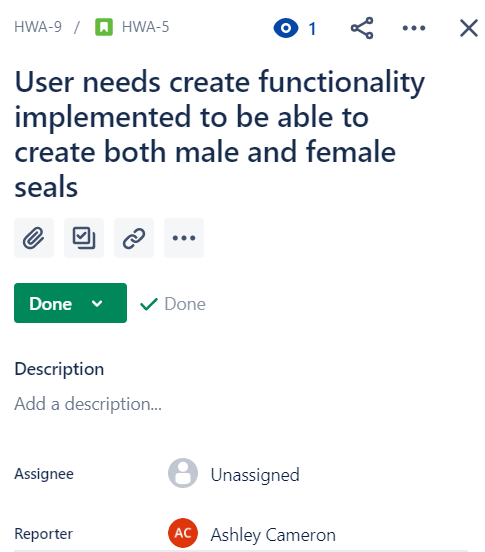 HWA-9 / HWA-5 1
User needs create functionality
implemented to be able to
create both male and female
seals
Done Done
Description
Add a description...
Assignee Unassigned
Reporter AC Ashley Cameron